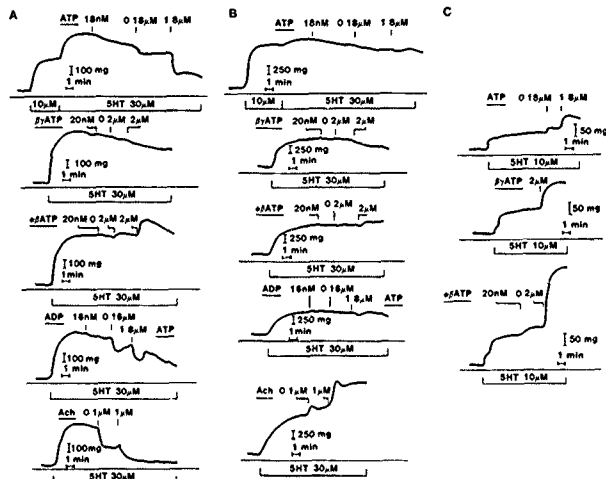 A
ATP 18nM 0 18μM 1 8μM
100 mg
1 min
10μM 5HT 30μM
βγATP 20nM 0 2μM 2μM
100 mg
1 min
5HT 30μM
αβATP 20nM 0 2μM 2μM
100 mg
1 min
5HT 30μM
ADP 18nM 0 18μM 1 8μM ATP
100 mg
1 min
5HT 30μM
Ach 0 1μM 1μM
100mg
1 min
5HT 30μM
B
ATP 18nM 0 18μM 1 8μM
250 mg
1 min
10μM 5HT 30μM
βγATP 20nM 0 2μM 2μM
250 mg
1 min
5HT 30μM
αβATP 20nM 0 2μM 2μM
250 mg
1 min
5HT 30μM
ADP 18nM 0 18μM 1 8μM ATP
250 mg
1 min
5HT 30μM
Ach 0 1μM 1μM
250 mg
1 min
5HT 30μM
C
ATP 0 18μM 1 8μM
50 mg
1 min
5HT 10μM
βγATP 2μM
50 mg
1 min
5HT 10μM
αβATP 20nM 0 2μM
50 mg
1 min
5HT 10μM